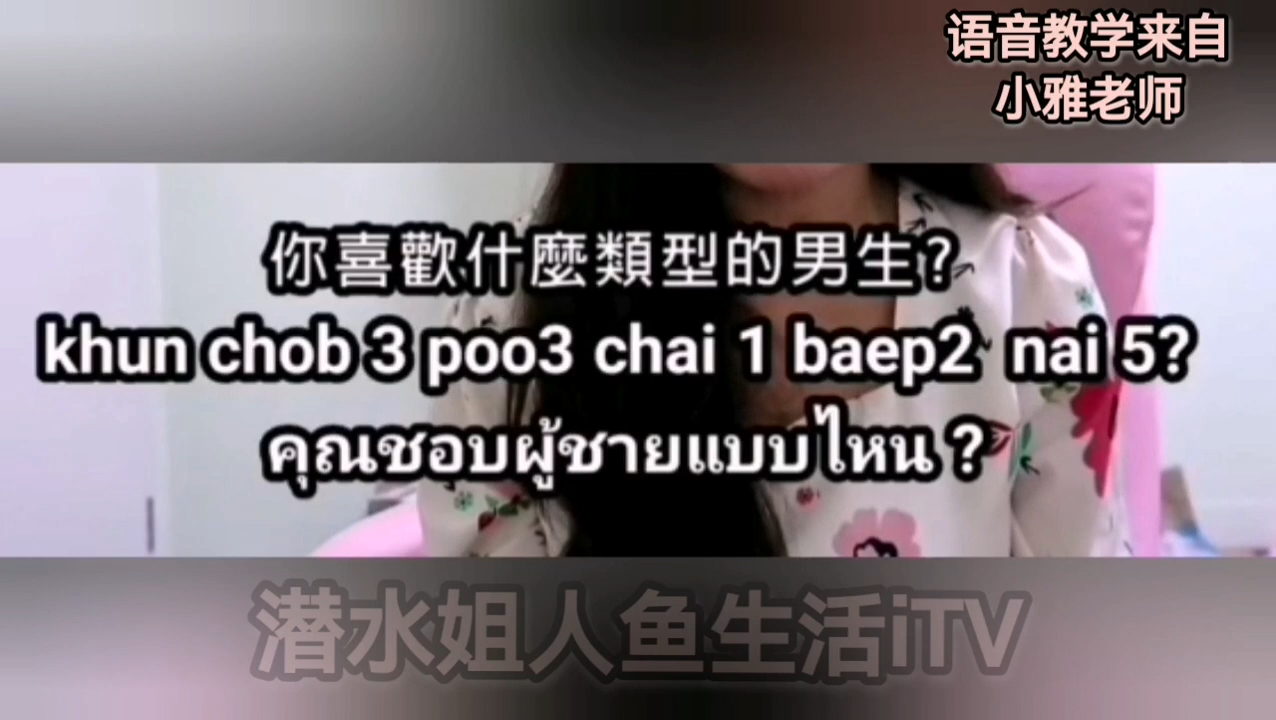 语音教学来自
小雅老师
你喜歡什麼類型的男生?
khun chob 3 poo3 chai 1 baep2 nai 5?
คุณชอบผู้ชายแบบไหน ?
潜水姐人鱼生活iTV